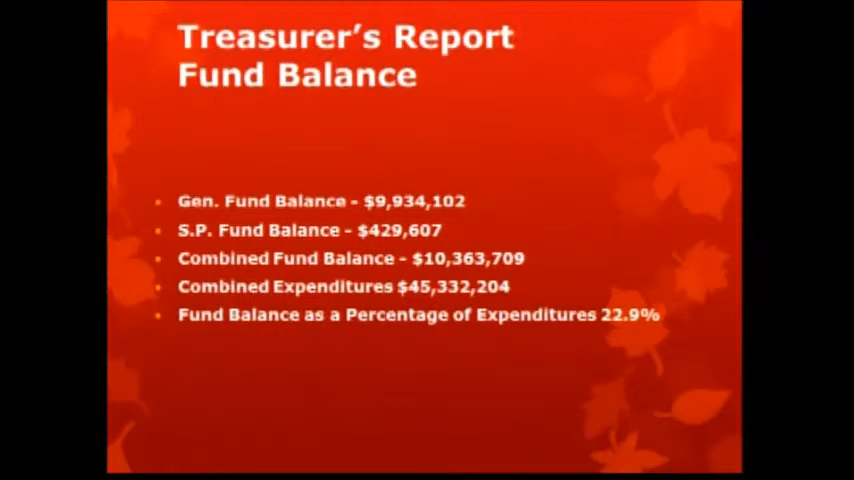 Treasurer's Report
Fund Balance
• Gen. Fund Balance - $9,934,102
• S.P. Fund Balance - $429,607
• Combined Fund Balance - $10,363,709
• Combined Expenditures $45,332,204
• Fund Balance as a Percentage of Expenditures 22.9%